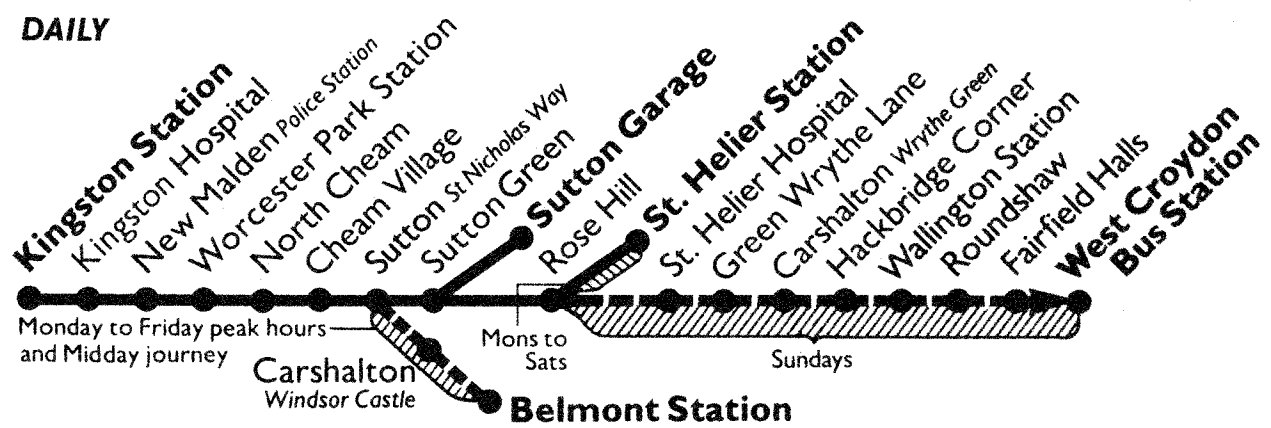 DAILY
Kingston Station
Kingston Hospital
New Malden Police Station
Worcester Park Station
North Cheam
Cheam Village
Sutton St Nicholas Way
Sutton Green
Sutton Garage
Rose Hill
St. Helier Station
St. Helier Hospital
Green Wrythe Lane
Carshalton Wrythe Green
Hackbridge Corner
Wallington Station
Roundshaw
Fairfield Halls
West Croydon
Bus Station
Monday to Friday peak hours
and Midday journey
Carshalton
Windsor Castle
Belmont Station
Mons to
Sats
Sundays